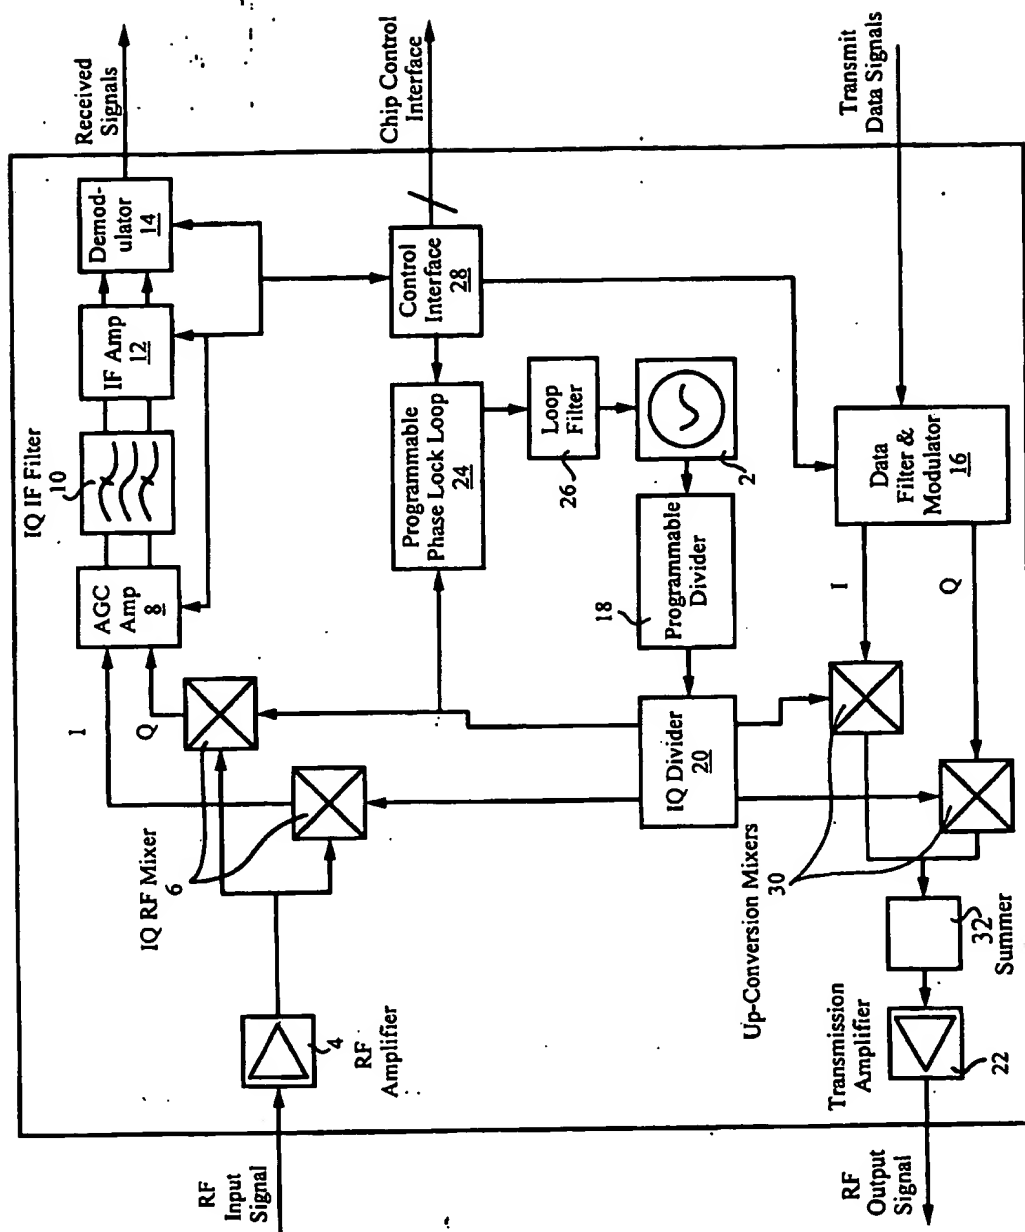 RF
Input
Signal
4
RF
Amplifier
IQ RF Mixer
6
I
Q
AGC
Amp
8
IQ IF Filter
10
IF Amp
12
Demod-
ulator
14
Received
Signals
Chip Control
Interface
Control
Interface
28
Programmable
Phase Lock Loop
24
Loop
Filter
26
2
Programmable
Divider
18
IQ Divider
20
Transmit
Data Signals
Data
Filter &
Modulator
16
I
Q
Up-Conversion Mixers
30
32
Summer
Transmission
Amplifier
22
RF
Output
Signal